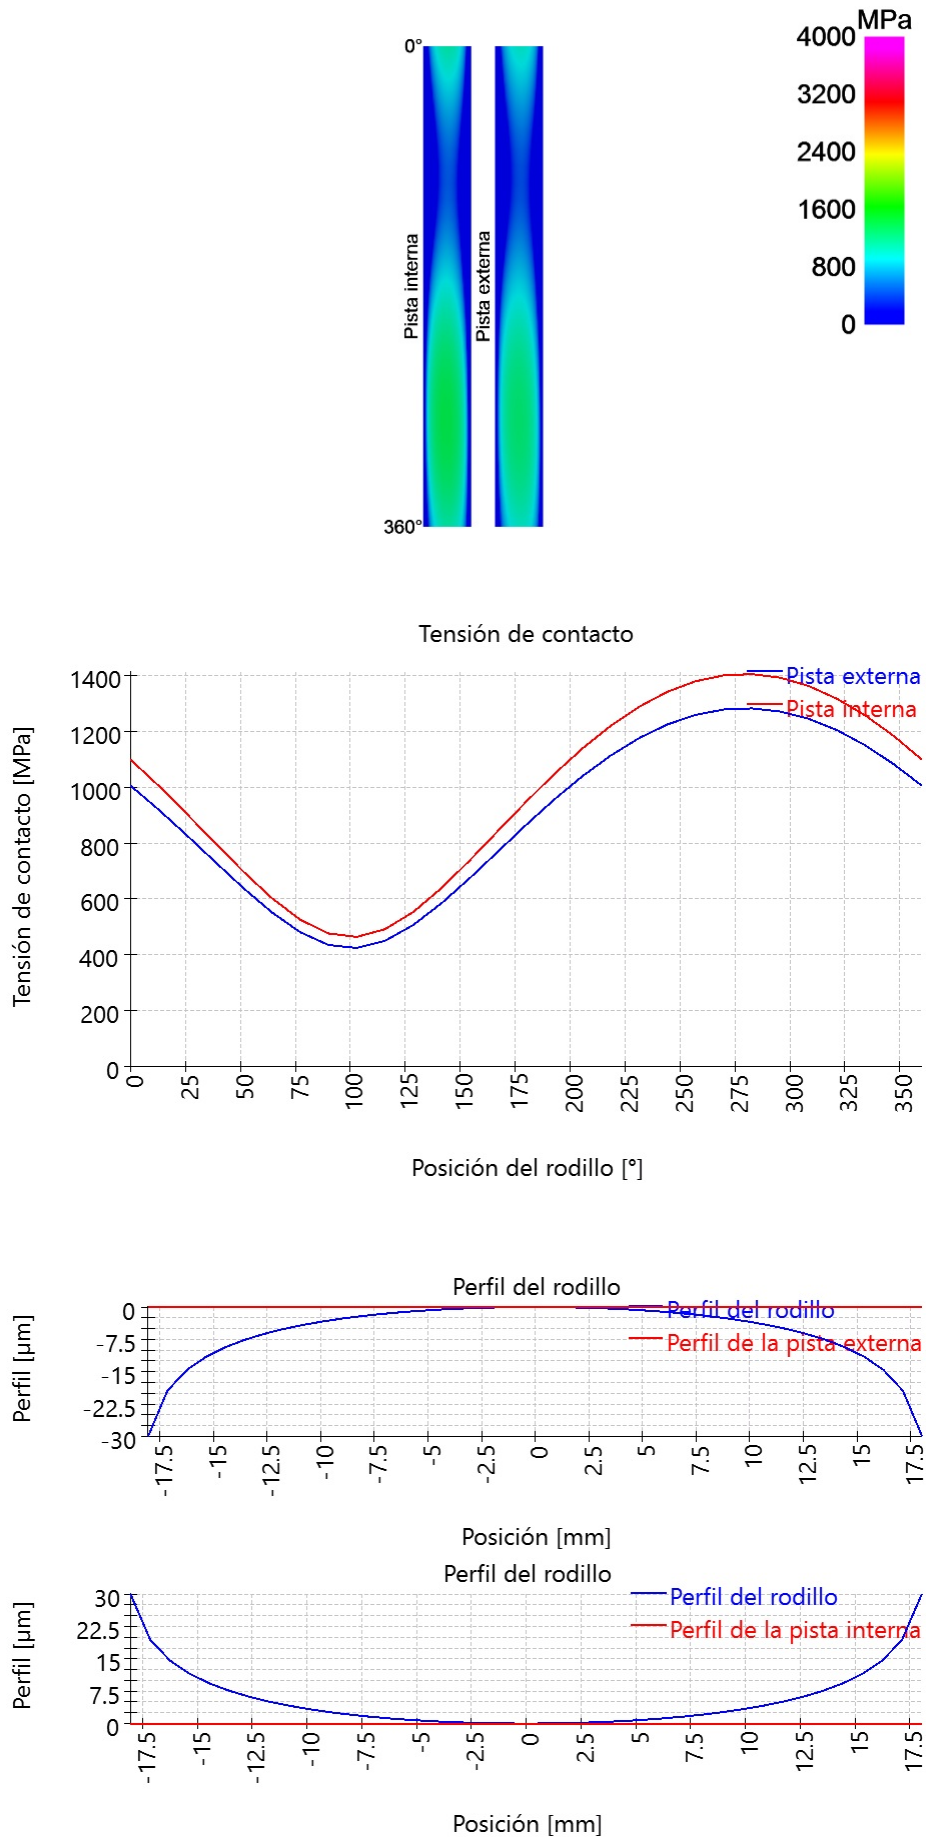 MPa
4000
3200
2400
1600
800
0
0°
Pista interna
Pista externa
360°
Tensión de contacto
Tensión de contacto [MPa]
1400
1200
1000
800
600
400
200
0
Pista externa
Pista interna
0 25 50 75 100 125 150 175 200 225 250 275 300 325 350
Posición del rodillo [°]
Perfil del rodillo
Perfil [µm]
0
-7.5
-15
-22.5
-30
Perfil del rodillo
Perfil de la pista externa
-17.5 -15 -12.5 -10 -7.5 -5 -2.5 0 2.5 5 7.5 10 12.5 15 17.5
Posición [mm]
Perfil del rodillo
Perfil [µm]
30
22.5
15
7.5
0
Perfil del rodillo
Perfil de la pista interna
-17.5 -15 -12.5 -10 -7.5 -5 -2.5 0 2.5 5 7.5 10 12.5 15 17.5
Posición [mm]